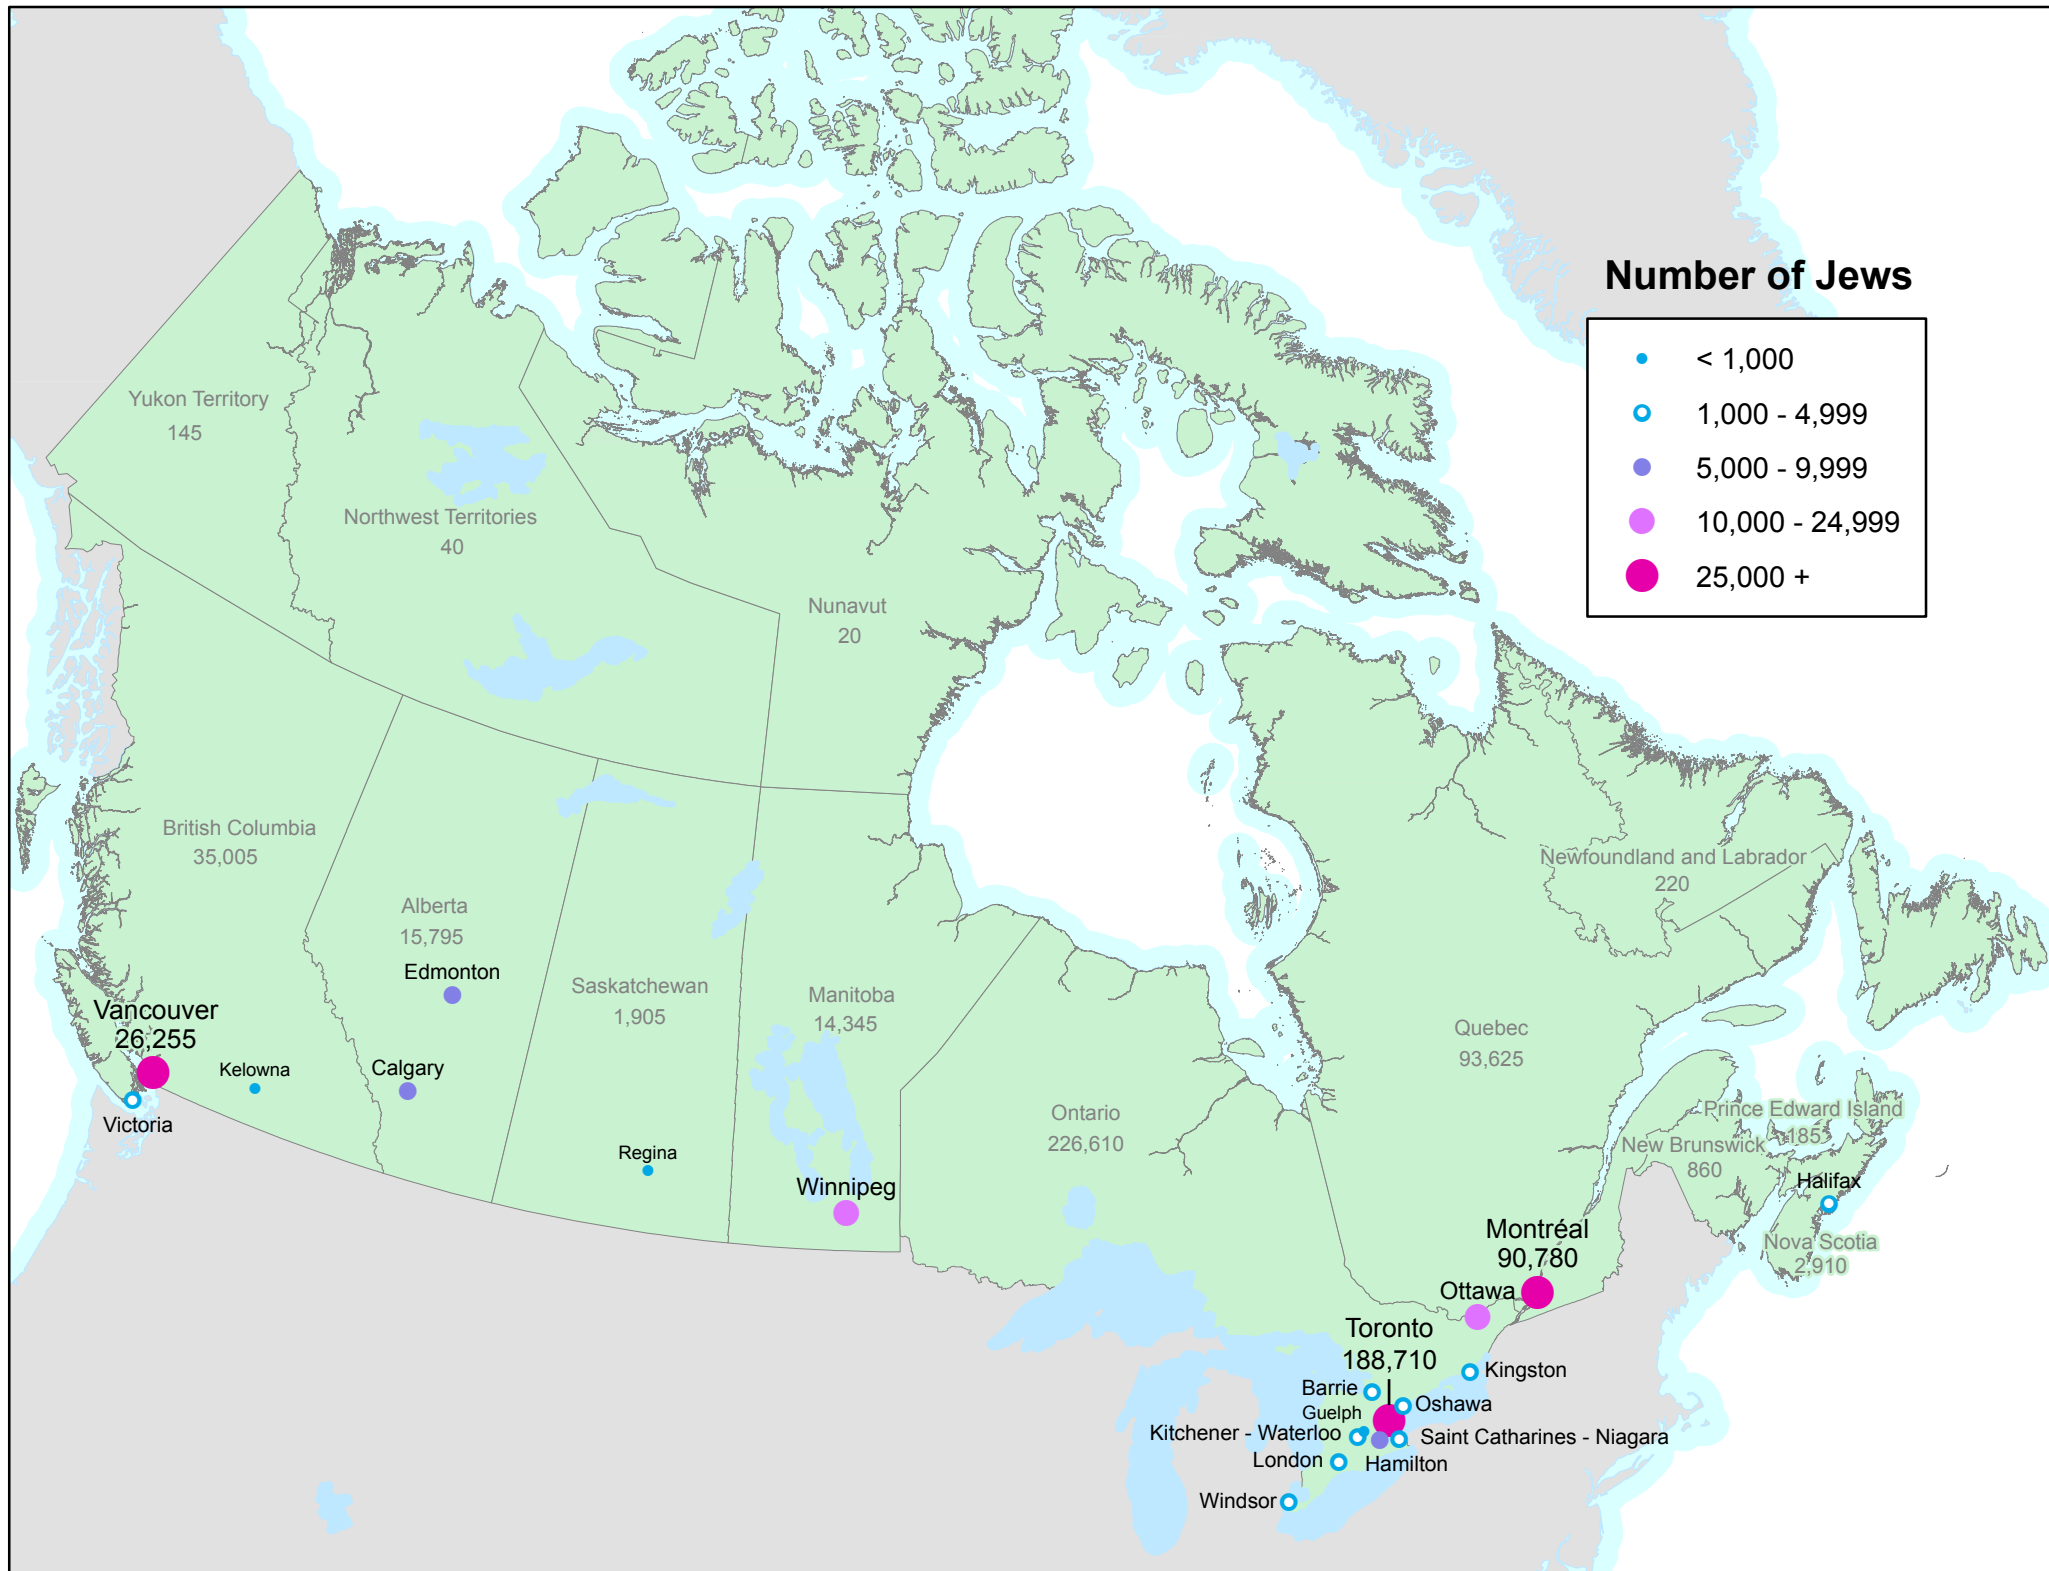 Number of Jews
< 1,000
1,000 - 4,999
5,000 - 9,999
10,000 - 24,999
25,000 +
Yukon Territory
145
Northwest Territories
40
Nunavut
20
British Columbia
35,005
Alberta
15,795
Edmonton
Saskatchewan
1,905
Manitoba
14,345
Newfoundland and Labrador
220
Vancouver
26,255
Kelowna
Calgary
Victoria
Regina
Winnipeg
Ontario
226,610
Quebec
93,625
Prince Edward Island
185
New Brunswick
860
Halifax
Nova Scotia
2,910
Montréal
90,780
Ottawa
Toronto
188,710
Kingston
Barrie
Oshawa
Guelph
Kitchener - Waterloo
Saint Catharines - Niagara
London
Hamilton
Windsor